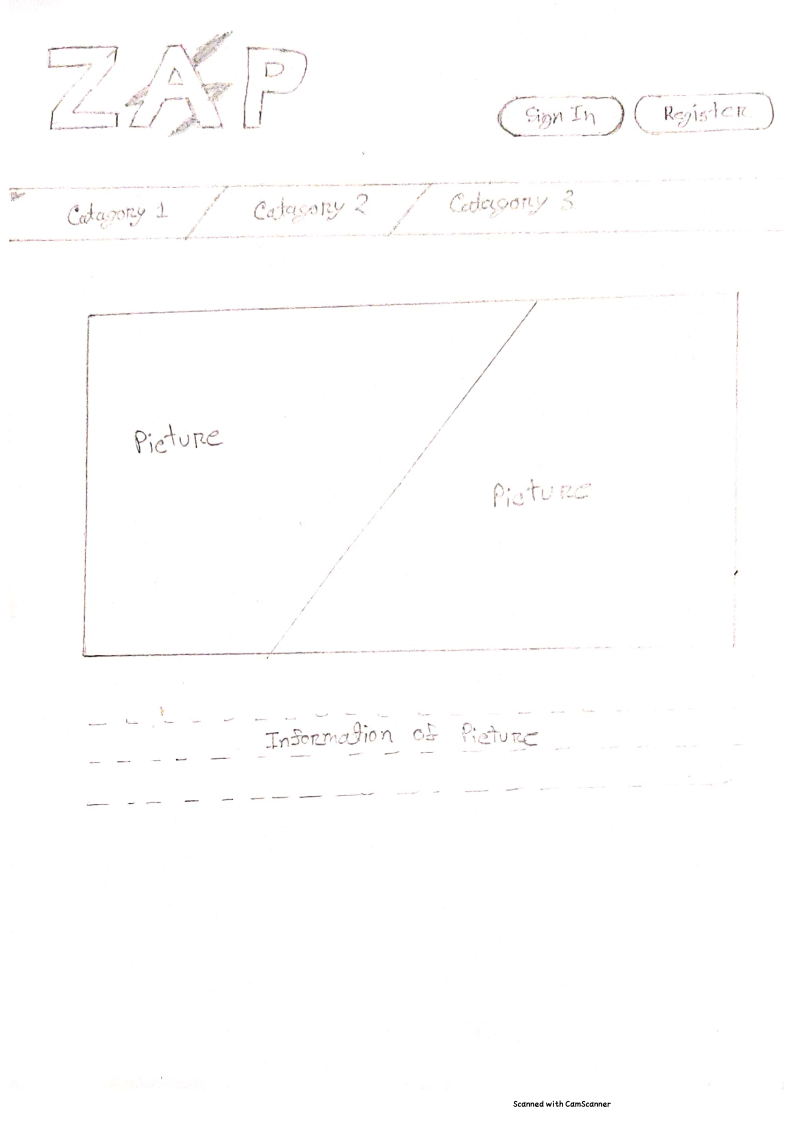 ZAP
Sign In
Register
Catagory 1
Catagory 2
Catagory 3
Picture
Picture
Information of Picture
Scanned with CamScanner